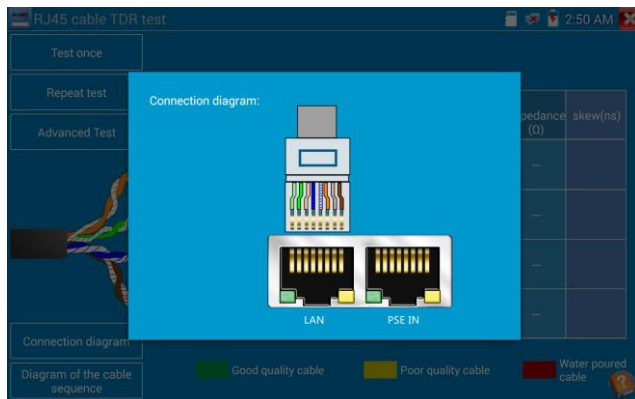 RJ45 cable TDR test
2:50 AM
Test once
Repeat test
Advanced Test
Connection diagram:
pedance
(Ω)
skew(ns)
--
--
--
--
LAN
PSE IN
Connection diagram
Diagram of the cable
sequence
Good quality cable
Poor quality cable
Water poured
cable